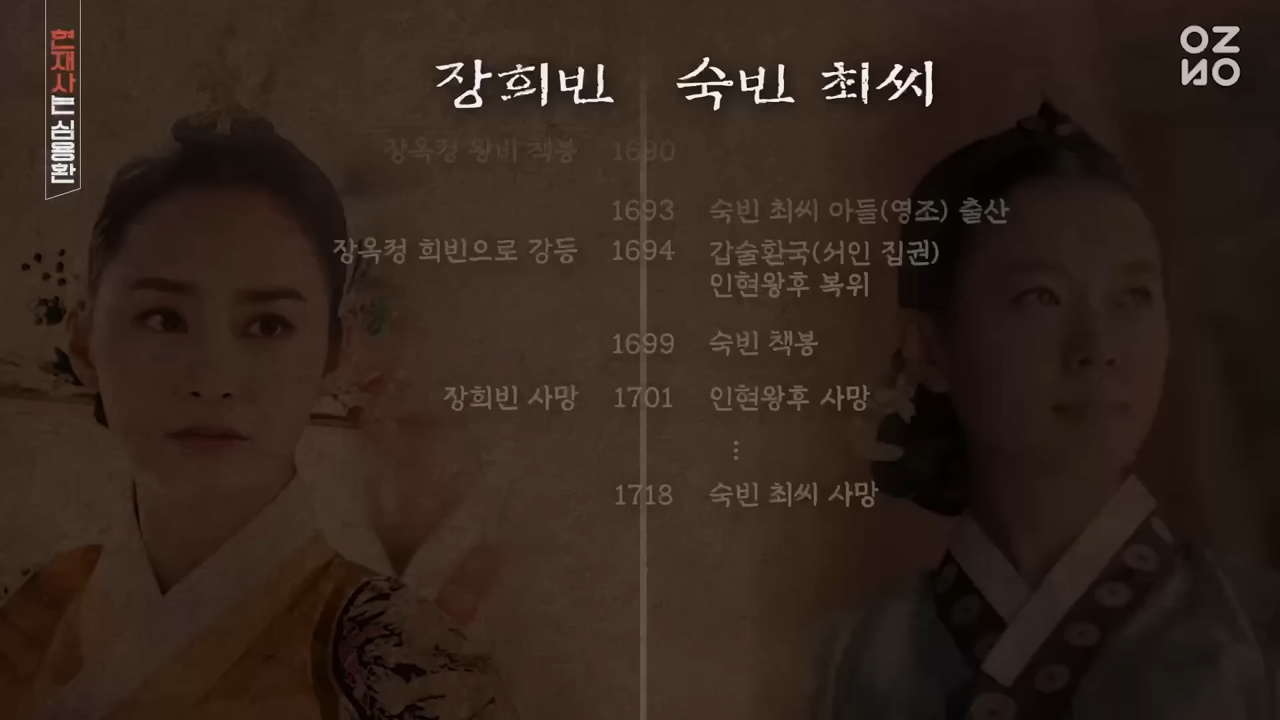 현재사는 심용환
OZ
NO
장희빈 숙빈 최씨
장옥정 왕비 책봉 1690
1693 숙빈 최씨 아들(영조) 출산
장옥정 희빈으로 강등 1694 갑술환국(서인 집권)
인현왕후 복위
1699 숙빈 책봉
장희빈 사망 1701 인현왕후 사망
⋮
1718 숙빈 최씨 사망